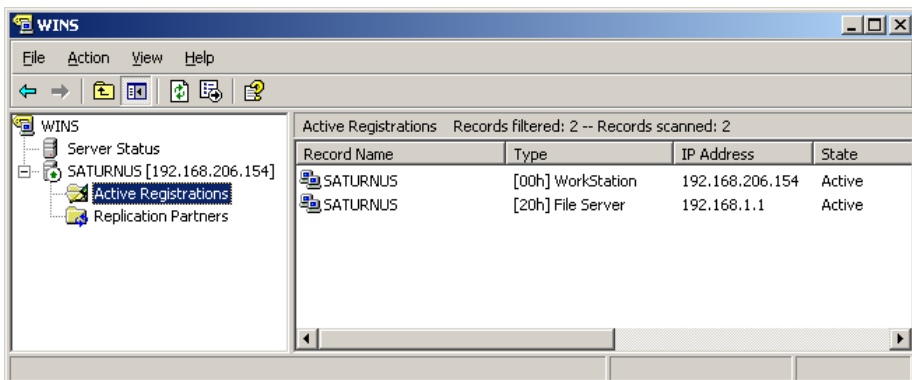 WINS
File Action View Help
WINS
Server Status
SATURNUS [192.168.206.154]
Active Registrations
Replication Partners
Active Registrations Records filtered: 2 -- Records scanned: 2
Record Name Type IP Address State
SATURNUS [00h] WorkStation 192.168.206.154 Active
SATURNUS [20h] File Server 192.168.1.1 Active